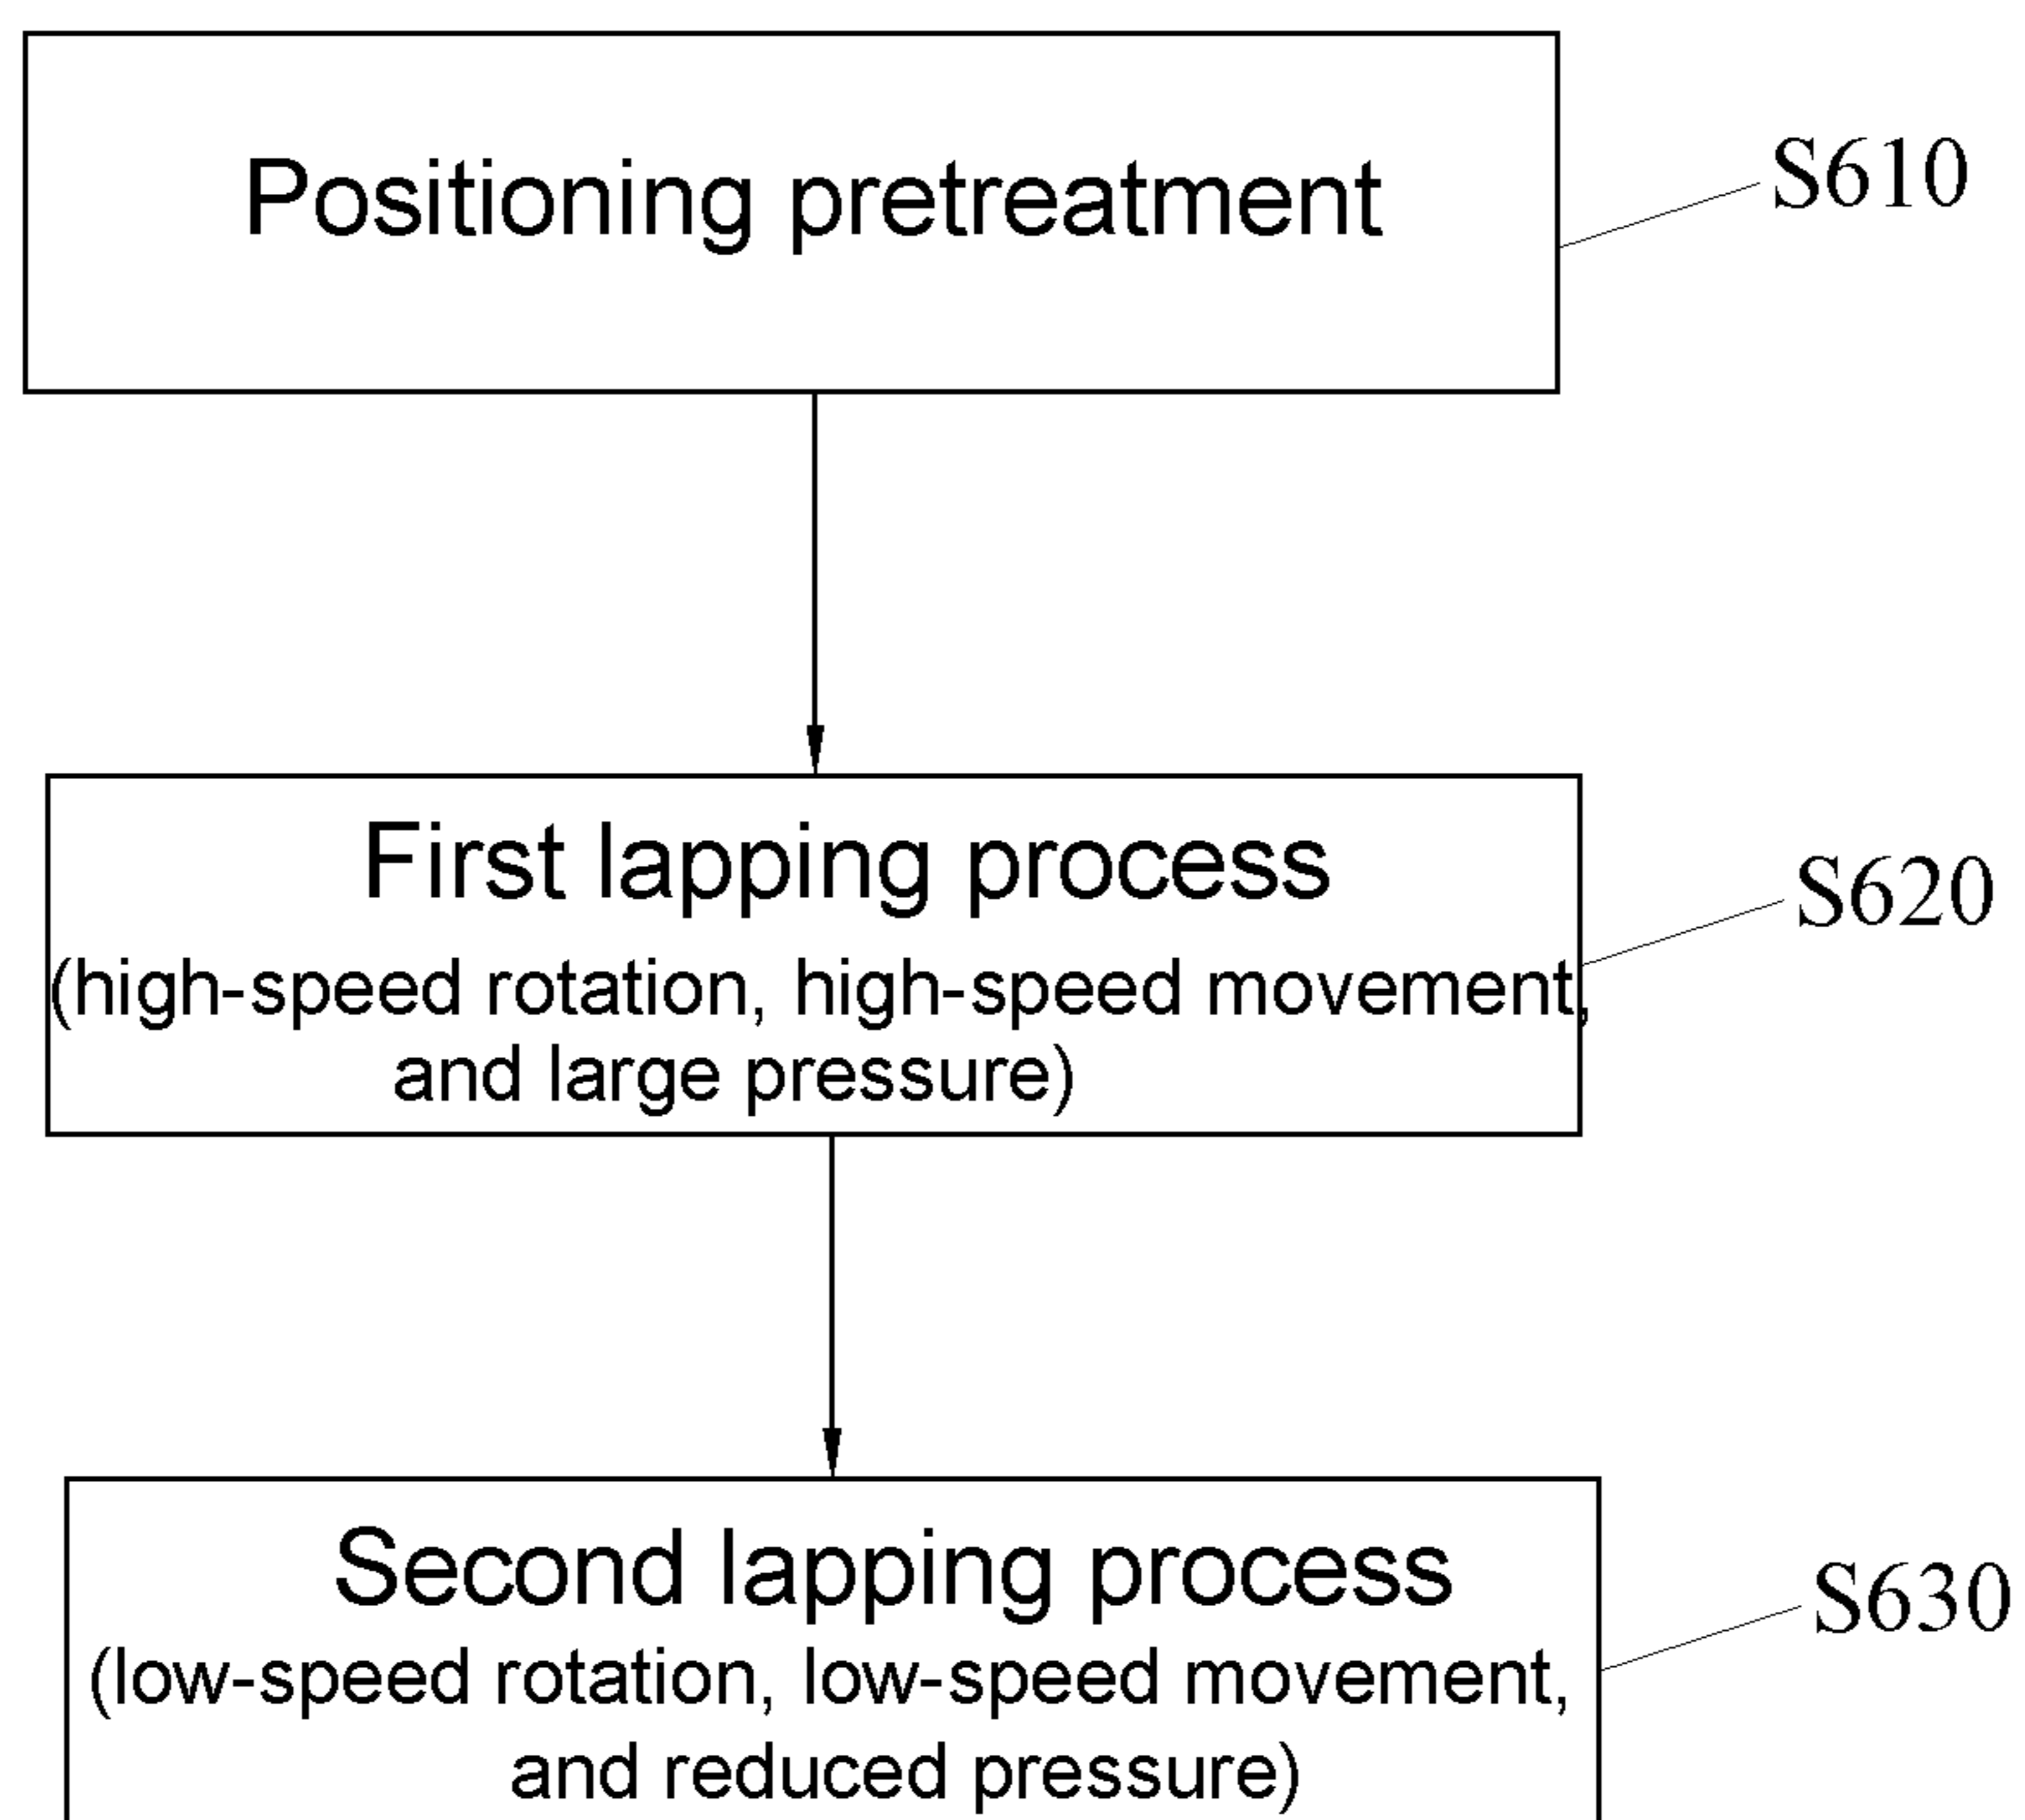 Positioning pretreatment
S610
First lapping process
S620
(high-speed rotation, high-speed movement,
and large pressure)
Second lapping process
S630
(low-speed rotation, low-speed movement,
and reduced pressure)